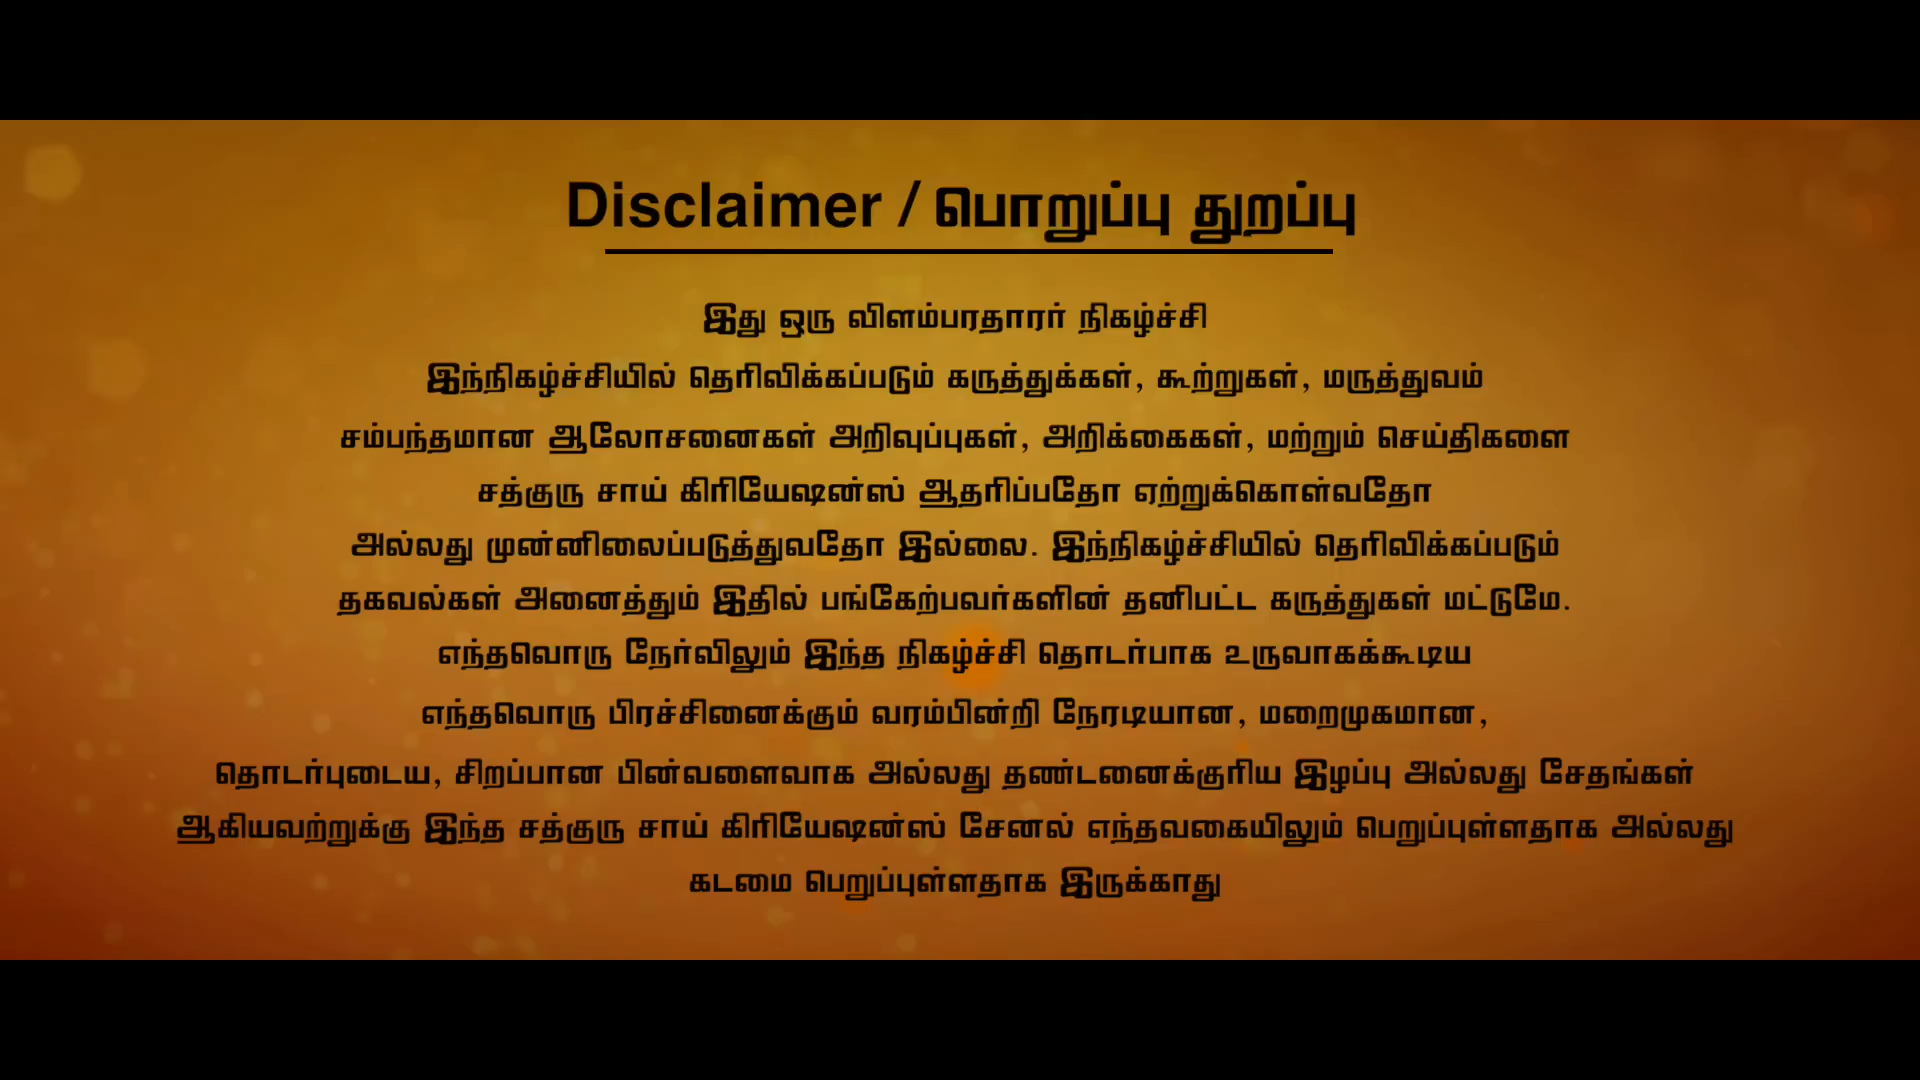 Disclaimer / பொறுப்பு துறப்பு
இது ஒரு விளம்பரதாரர் நிகழ்ச்சி
இந்நிகழ்ச்சியில் தெரிவிக்கப்படும் கருத்துக்கள், கூற்றுகள், மருத்துவம்
சம்பந்தமான ஆலோசனைகள் அறிவுப்புகள், அறிக்கைகள், மற்றும் செய்திகளை
சத்குரு சாய் கிரியேஷன்ஸ் ஆதரிப்பதோ ஏற்றுக்கொள்வதோ
அல்லது முன்னிலைப்படுத்துவதோ இல்லை. இந்நிகழ்ச்சியில் தெரிவிக்கப்படும்
தகவல்கள் அனைத்தும் இதில் பங்கேற்பவர்களின் தனிபட்ட கருத்துகள் மட்டுமே.
எந்தவொரு நேர்விலும் இந்த நிகழ்ச்சி தொடர்பாக உருவாகக்கூடிய
எந்தவொரு பிரச்சினைக்கும் வரம்பின்றி நேரடியான, மறைமுகமான,
தொடர்புடைய, சிறப்பான பின்வளைவாக அல்லது தண்டனைக்குரிய இழப்பு அல்லது சேதங்கள்
ஆகியவற்றுக்கு இந்த சத்குரு சாய் கிரியேஷன்ஸ் சேனல் எந்தவகையிலும் பெறுப்புள்ளதாக அல்லது
கடமை பெறுப்புள்ளதாக இருக்காது